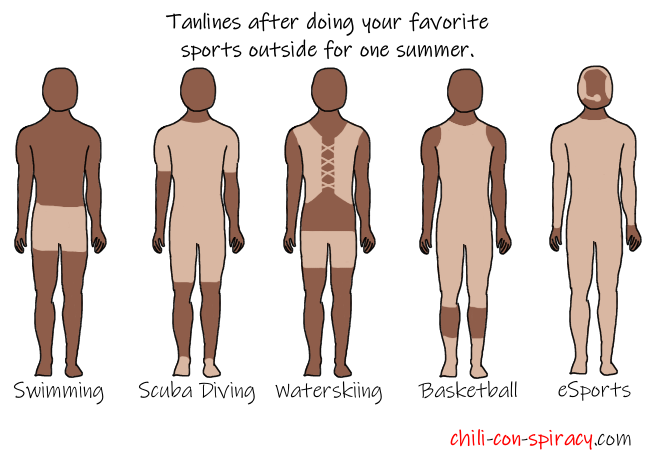 Tanlines after doing your favorite
sports outside for one summer.
Swimming
Scuba Diving
Waterskiing
Basketball
eSports
chili-con-spiracy.com